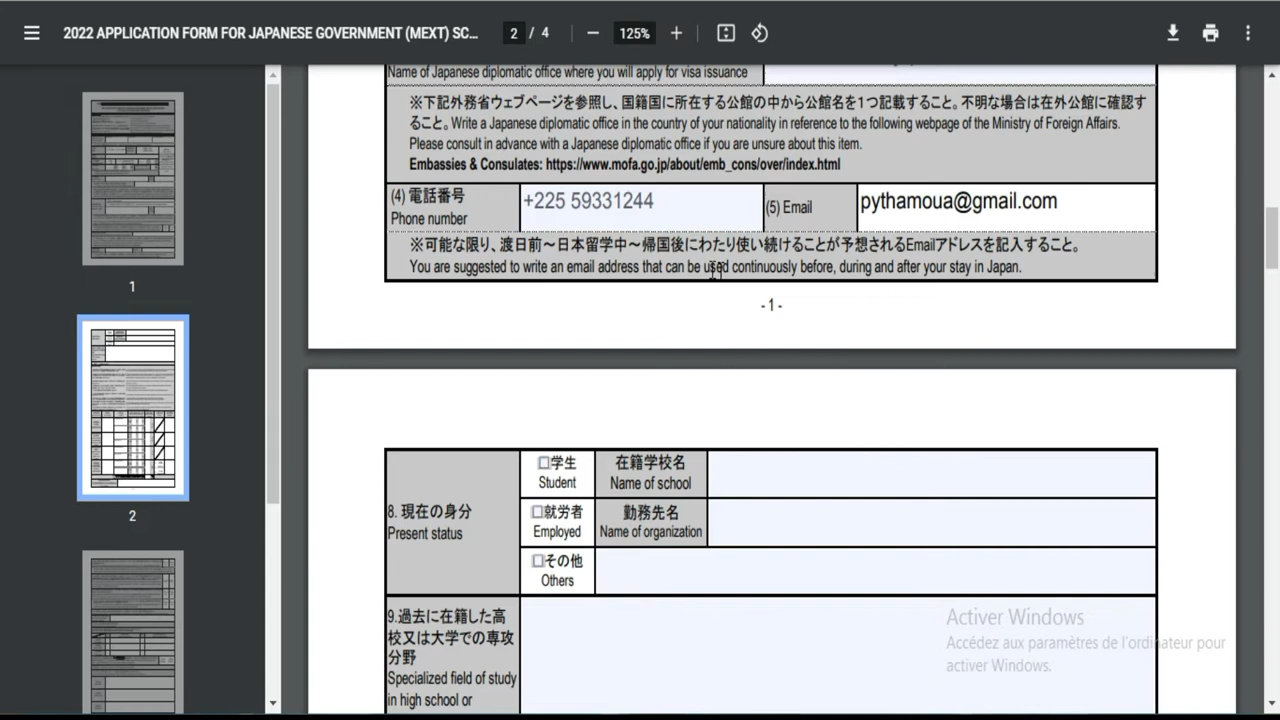 2022 APPLICATION FORM FOR JAPANESE GOVERNMENT (MEXT) SC...
2 / 4
125%
Name of Japanese diplomatic office where you will apply for visa issuance
※下記外務省ウェブページを参照し、国籍国に所在する公館の中から公館名を1つ記載すること。不明な場合は在外公館に確認す
ること。Write a Japanese diplomatic office in the country of your nationality in reference to the following webpage of the Ministry of Foreign Affairs.
Please consult in advance with a Japanese diplomatic office if you are unsure about this item.
Embassies & Consulates: https://www.mofa.go.jp/about/emb_cons/over/index.html
(4) 電話番号
Phone number
+225 59331244
(5) Email
pythamoua@gmail.com
※可能な限り、渡日前～日本留学中～帰国後にわたり使い続けることが予想されるEmailアドレスを記入すること。
You are suggested to write an email address that can be used continuously before, during and after your stay in Japan.
- 1 -
8. 現在の身分
Present status
□学生
Student
在籍学校名
Name of school
□就労者
Employed
勤務先名
Name of organization
□その他
Others
9.過去に在籍した高
校又は大学での専攻
分野
Specialized field of study
in high school or
1
2
Activer Windows
Accédez aux paramètres de l'ordinateur pour
activer Windows.